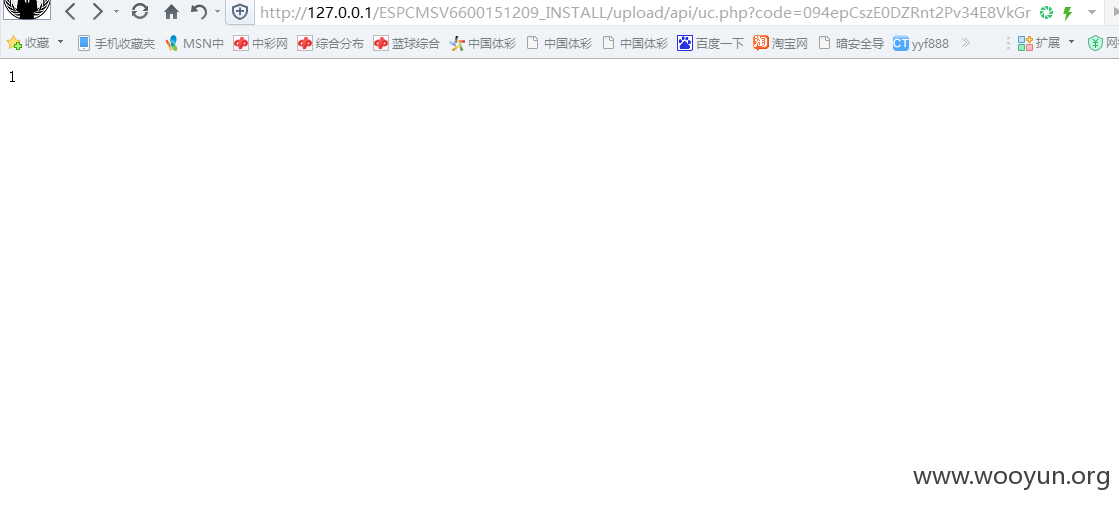 http://127.0.0.1/ESPCMSV6600151209_INSTALL/upload/api/uc.php?code=094epCszE0DZRnt2Pv34E8VkGr
收藏 手机收藏夹 MSN中 中彩网 综合分布 蓝球综合 中国体彩 中国体彩 中国体彩 百度一下 淘宝网 暗安全导 CT yyf888 扩展 网
1
www.wooyun.org